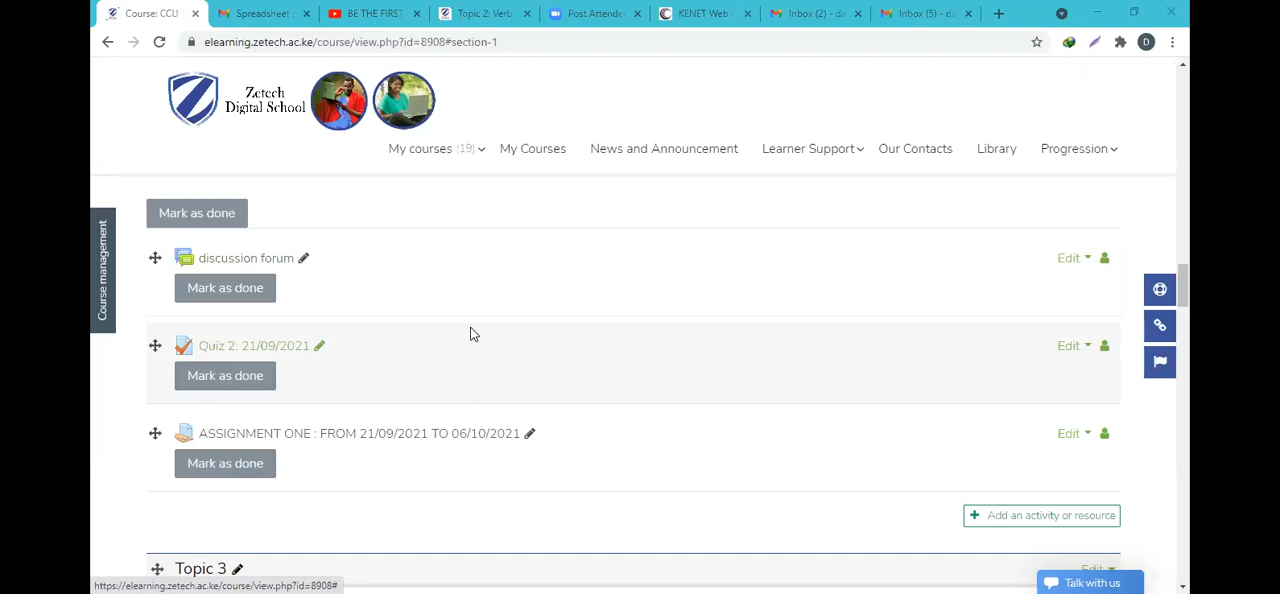 Course: CCU
Spreadsheet
BE THE FIRST
Topic 2: Verb
Post Attende
KENET Web
Inbox (2) - da
Inbox (5) - da
elearning.zetech.ac.ke/course/view.php?id=8908#section-1
D
Zetech
Digital School
My courses (19)
My Courses
News and Announcement
Learner Support
Our Contacts
Library
Progression
Course management
Mark as done
discussion forum
Edit
Mark as done
Quiz 2: 21/09/2021
Edit
Mark as done
ASSIGNMENT ONE : FROM 21/09/2021 TO 06/10/2021
Edit
Mark as done
Add an activity or resource
Topic 3
Edit
https://elearning.zetech.ac.ke/course/view.php?id=8908#
Talk with us